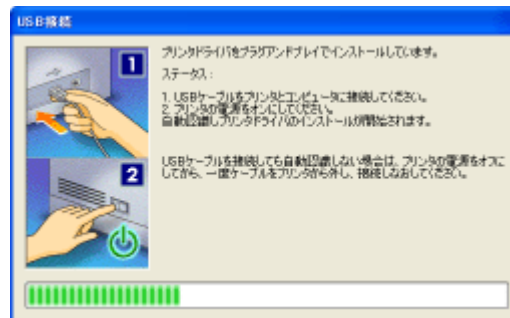 USB接続
1
プリンタドライバをプラグアンドプレイでインストールしています。
ステータス：
1. USBケーブルをプリンタとコンピュータに接続してください。
2. プリンタの電源をオンにしてください。
自動認識しプリンタドライバのインストールが開始されます。
2
USBケーブルを接続しても自動認識しない場合は、プリンタの電源をオフに
してから、一度ケーブルをプリンタから外し、接続しなおしてください。